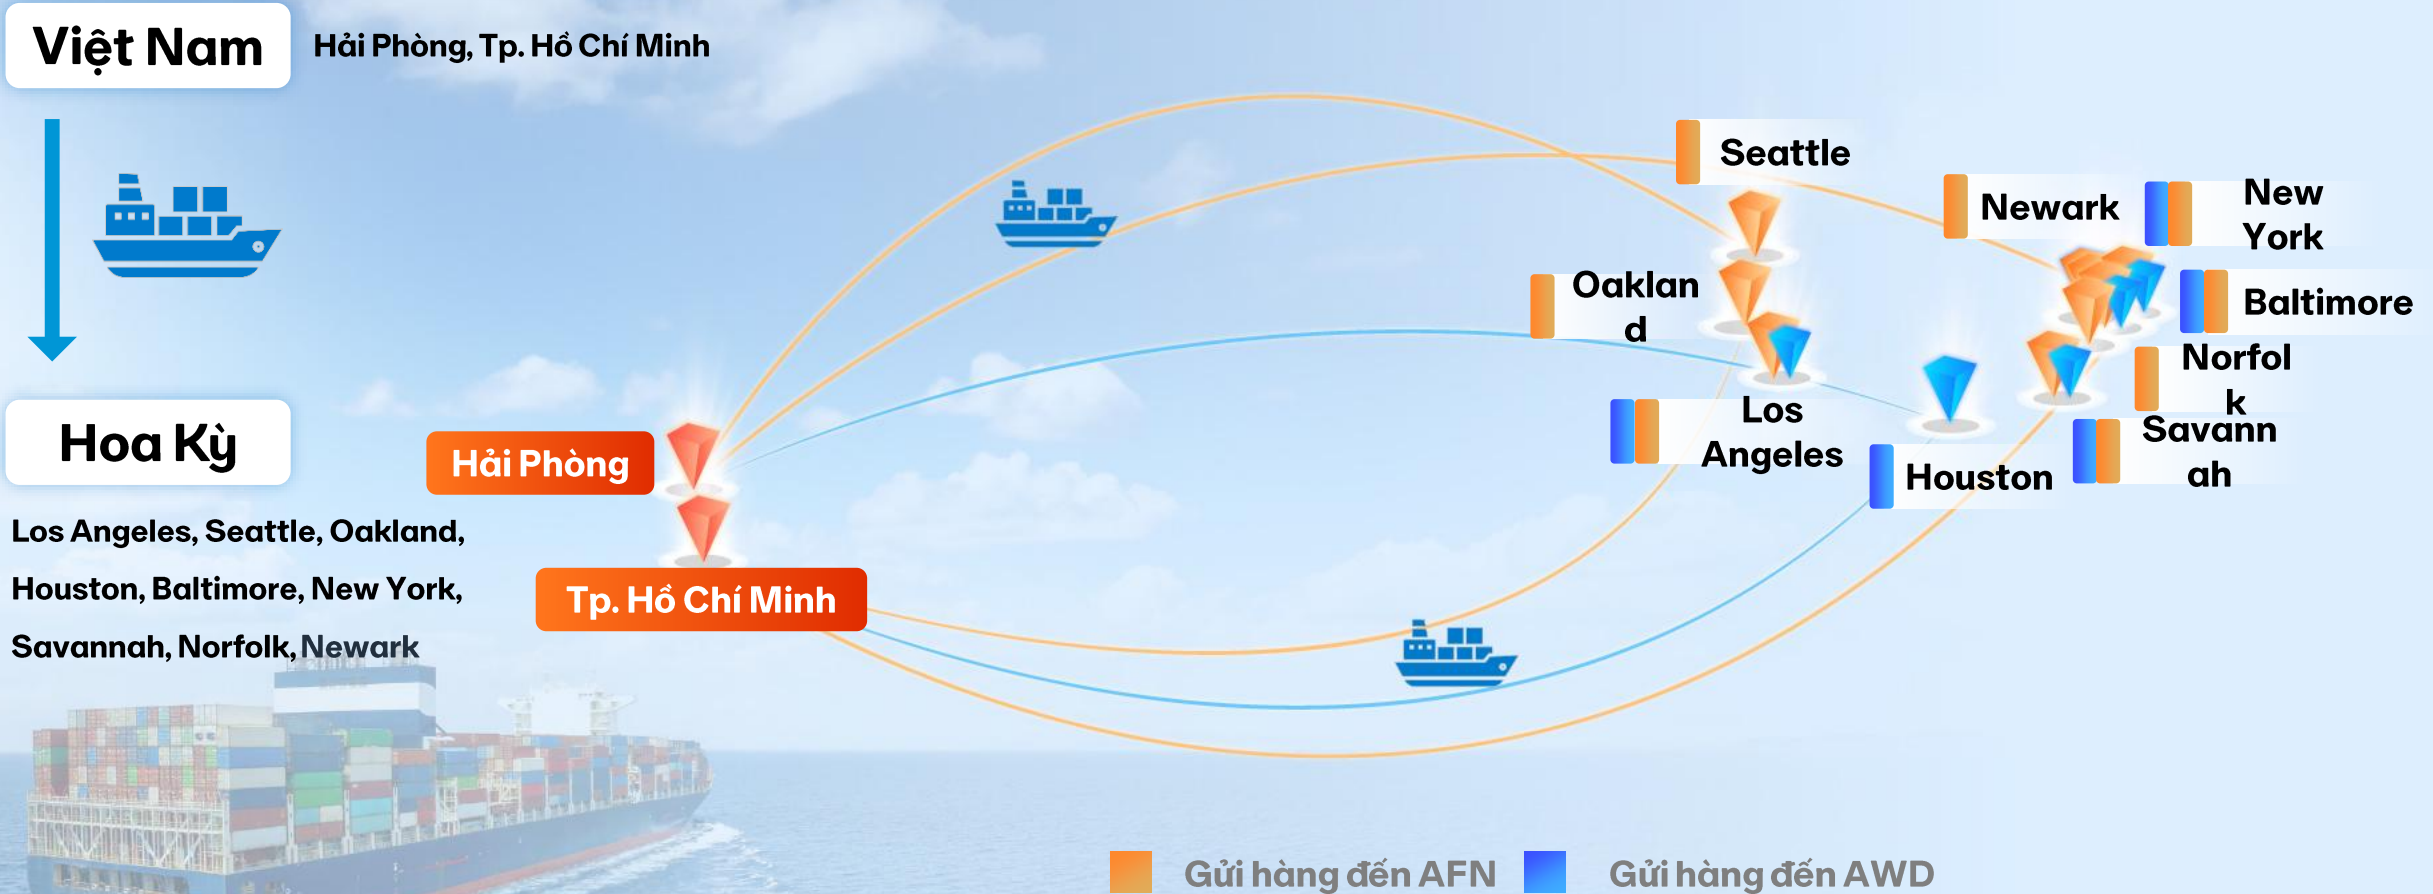 Việt Nam
Hải Phòng, Tp. Hồ Chí Minh
Hoa Kỳ
Los Angeles, Seattle, Oakland,
Houston, Baltimore, New York,
Savannah, Norfolk, Newark
Hải Phòng
Tp. Hồ Chí Minh
Seattle
Newark
New
York
Oaklan
d
Baltimore
Norfol
k
Los
Angeles
Savann
ah
Houston
Gửi hàng đến AFN
Gửi hàng đến AWD